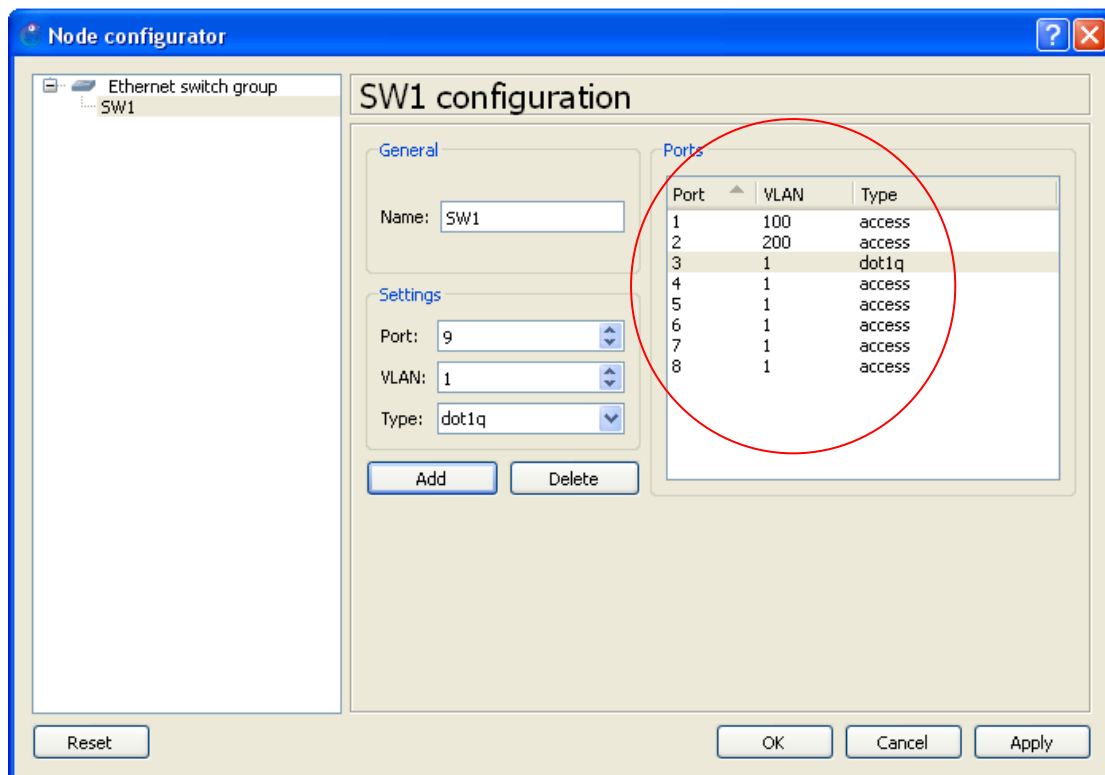 Node configurator
Ethernet switch group
SW1
SW1 configuration
General
Name: SW1
Settings
Port: 9
VLAN: 1
Type: dot1q
Add Delete
Ports
Port VLAN Type
1 100 access
2 200 access
3 1 dot1q
4 1 access
5 1 access
6 1 access
7 1 access
8 1 access
Reset OK Cancel Apply